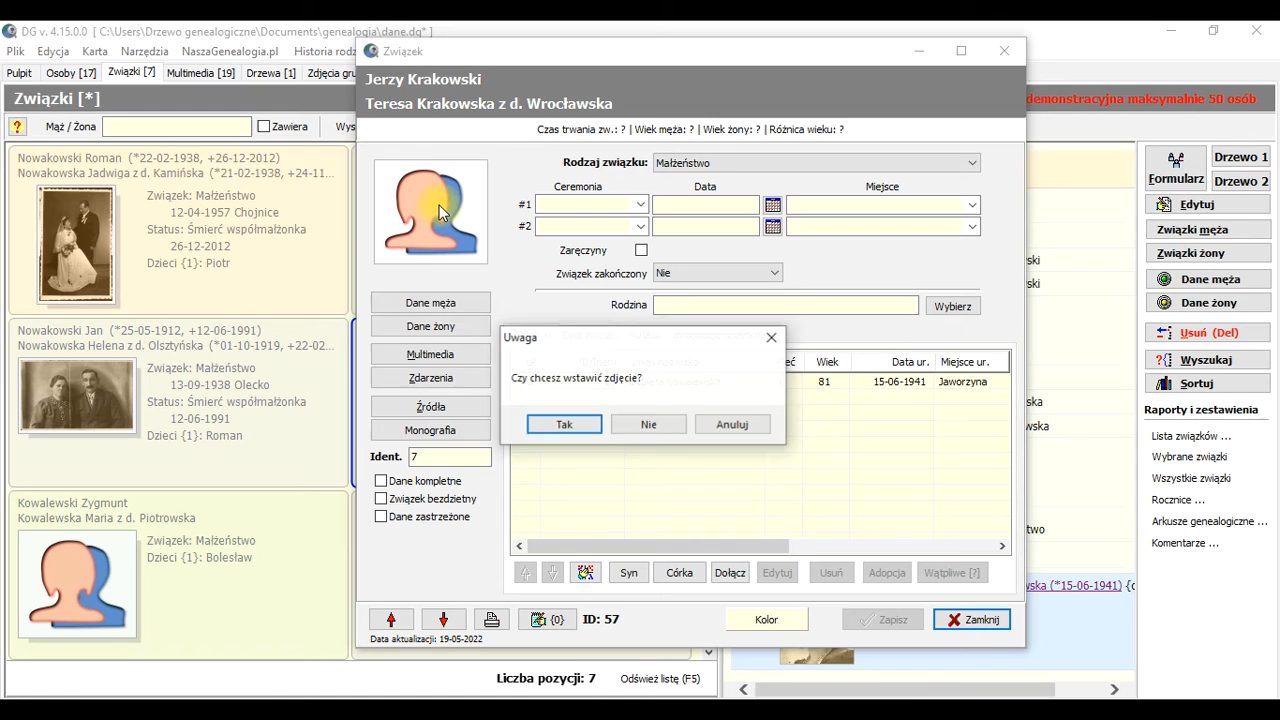 DG v. 4.15.0.0 [ C:\Users\Drzewo genealogiczne\Documents\genealogia\dane.dg* ]
Plik Edycja Karta Narzędzia NaszaGenealogia.pl Historia rodz
Pulpit Osoby [17] Związki [7] Multimedia [19] Drzewa [1] Zdjęcia gru
Związki [*]
demonstracyjna maksymalnie 50 osób
Mąż / Żona Zawiera Wys
Nowakowski Roman (*22-02-1938, +26-12-2012)
Nowakowska Jadwiga z d. Kamińska (*21-02-1938, +24-11...
Związek: Małżeństwo
12-04-1957 Chojnice
Status: Śmierć współmałżonka
26-12-2012
Dzieci {1}: Piotr
Nowakowski Jan (*25-05-1912, +12-06-1991)
Nowakowska Helena z d. Olsztyńska (*01-10-1919, +22-02...
Związek: Małżeństwo
13-09-1938 Olecko
Status: Śmierć współmałżonka
12-06-1991
Dzieci {1}: Roman
Kowalewski Zygmunt
Kowalewska Maria z d. Piotrowska
Związek: Małżeństwo
Dzieci {1}: Bolesław
Liczba pozycji: 7 Odśwież listę (F5)
Związek
Jerzy Krakowski
Teresa Krakowska z d. Wrocławska
Czas trwania zw.: ? | Wiek męża: ? | Wiek żony: ? | Różnica wieku: ?
Rodzaj związku: Małżeństwo
Ceremonia Data Miejsce
#1
#2
Zaręczyny
Związek zakończony Nie
Rodzina Wybierz
Dane męża
Dane żony
Multimedia
Zdarzenia
Źródła
Monografia
Ident. 7
Dane kompletne
Związek bezdzietny
Dane zastrzeżone
Uwaga
Czy chcesz wstawić zdjęcie?
Tak Nie Anuluj
eć Wiek Data ur. Miejsce ur.
81 15-06-1941 Jaworzyna
Syn Córka Dołącz Edytuj Usuń Adopcja Wątpliwe [?]
{0} ID: 57 Kolor Zapisz Zamknij
Data aktualizacji: 19-05-2022
ski
ski
ska
wska
two
wska (*15-06-1941) {c
Formularz
Drzewo 1
Drzewo 2
Edytuj
Związki męża
Związki żony
Dane męża
Dane żony
Usuń (Del)
Wyszukaj
Sortuj
Raporty i zestawienia
Lista związków ...
Wybrane związki
Wszystkie związki
Rocznice ...
Arkusze genealogiczne ...
Komentarze ...